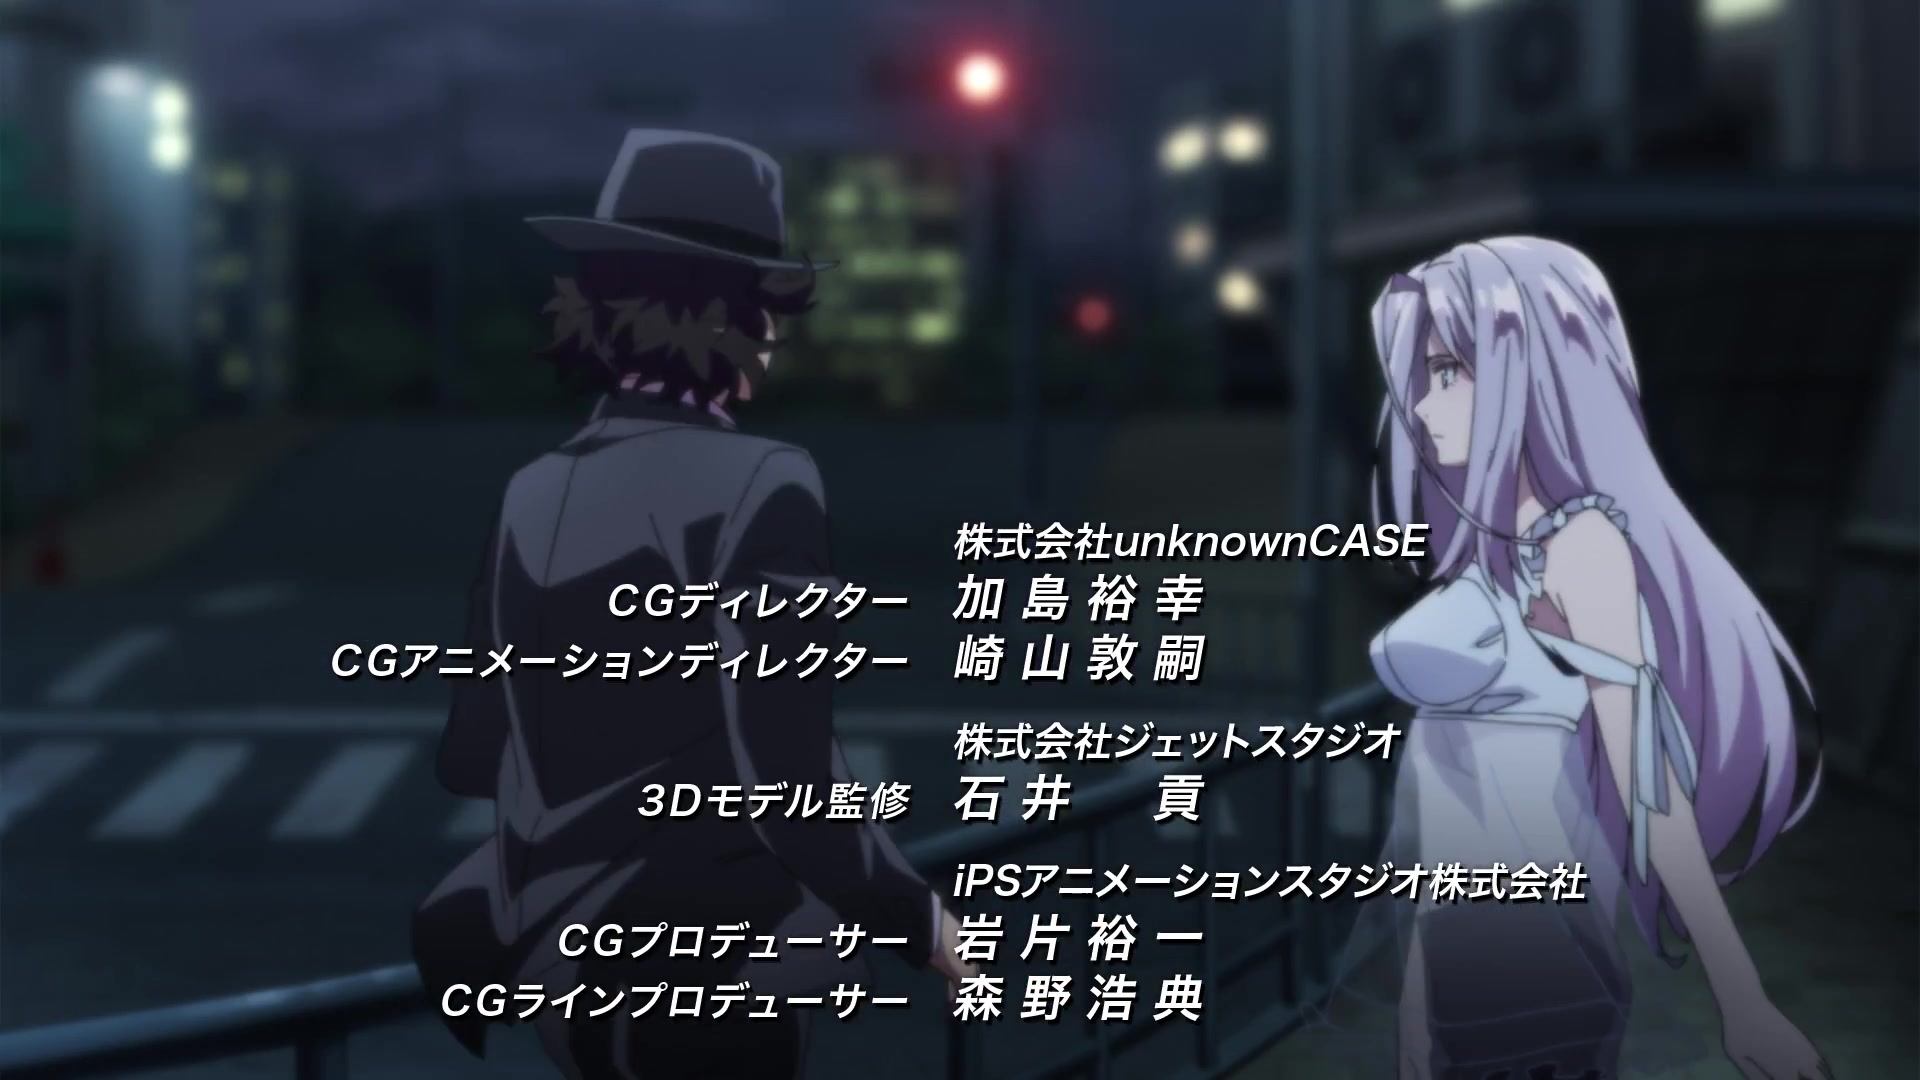 株式会社unknownCASE
CGディレクター 加島裕幸
CGアニメーションディレクター 崎山敦嗣
株式会社ジェットスタジオ
3Dモデル監修 石井 貢
iPSアニメーションスタジオ株式会社
CGプロデューサー 岩片裕一
CGラインプロデューサー 森野浩典